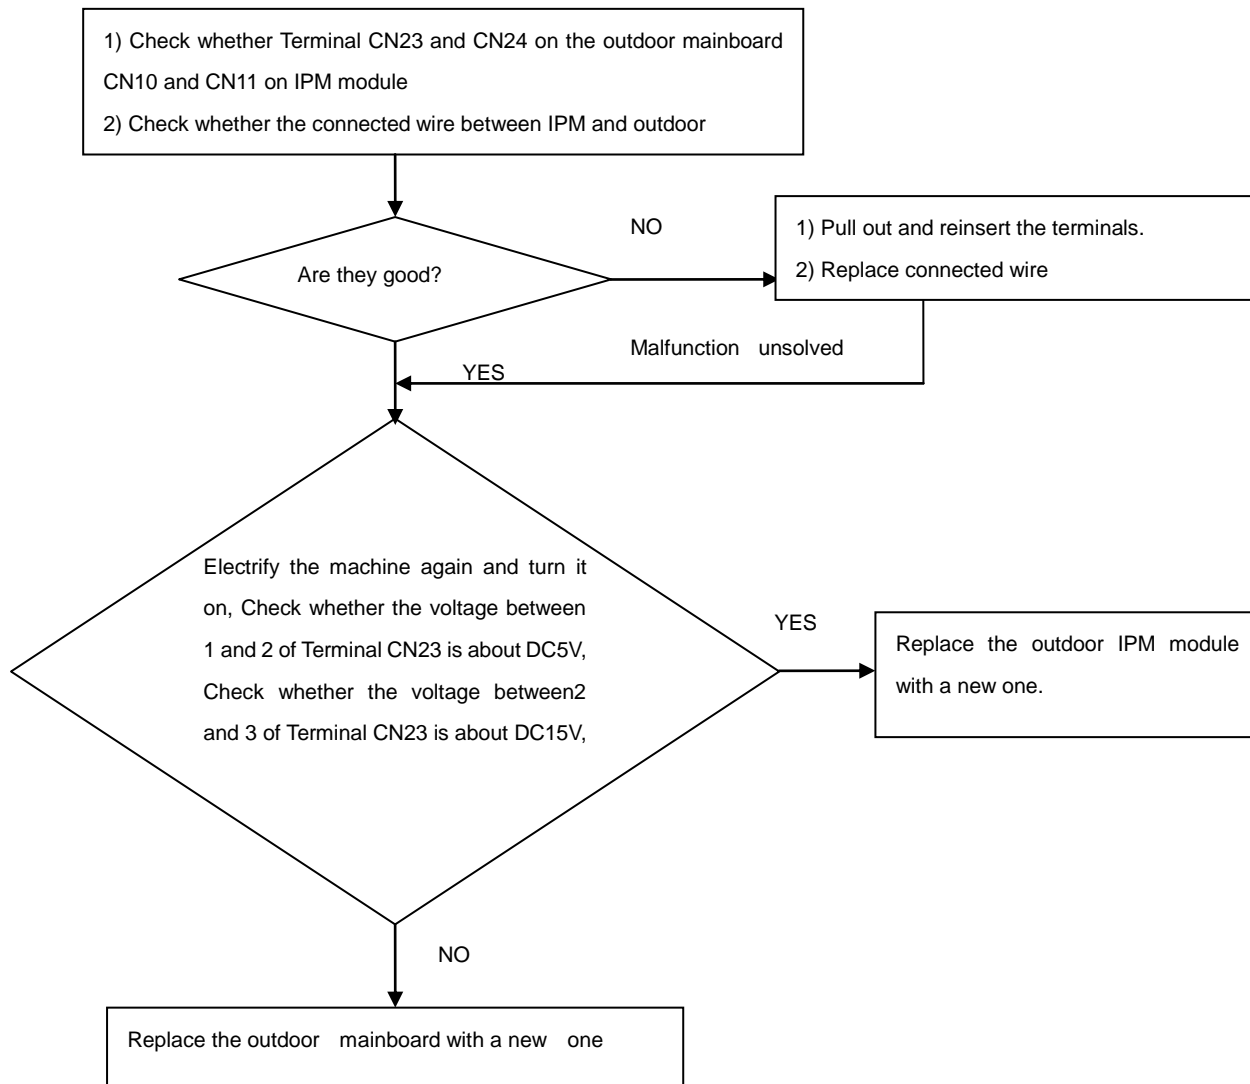 1) Check whether Terminal CN23 and CN24 on the outdoor mainboard
CN10 and CN11 on IPM module
2) Check whether the connected wire between IPM and outdoor
NO
1) Pull out and reinsert the terminals.
2) Replace connected wire
Are they good?
Malfunction unsolved
YES
Electrify the machine again and turn it
on, Check whether the voltage between
1 and 2 of Terminal CN23 is about DC5V,
Check whether the voltage between2
and 3 of Terminal CN23 is about DC15V,
YES
Replace the outdoor IPM module
with a new one.
NO
Replace the outdoor mainboard with a new one